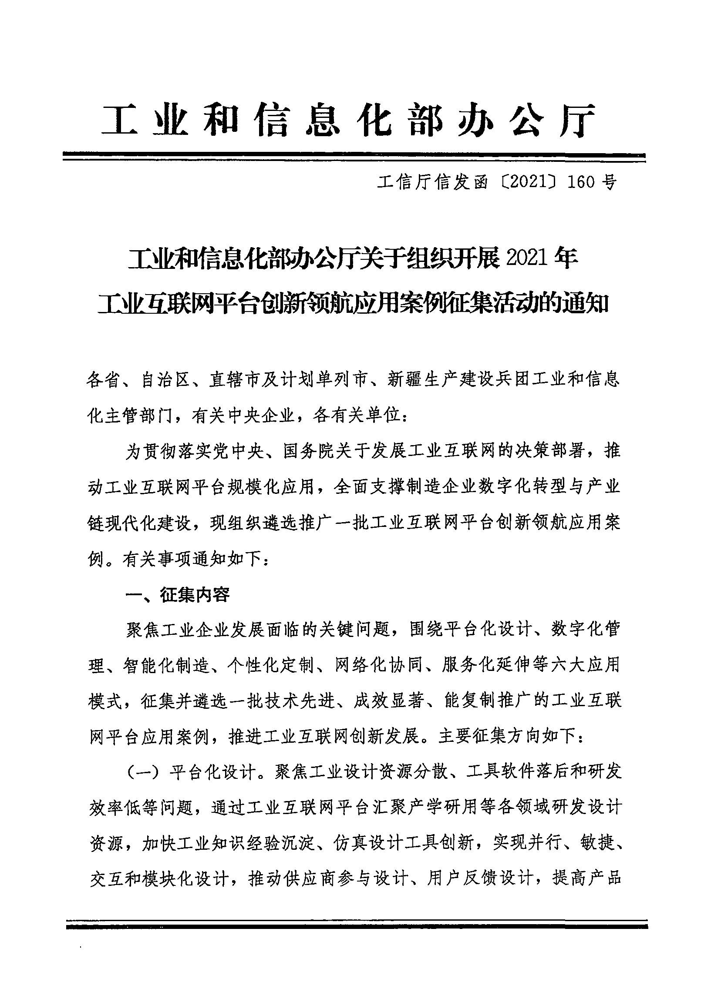 工业和信息化部办公厅
工信厅信发函〔2021〕160号
工业和信息化部办公厅关于组织开展2021年
工业互联网平台创新领航应用案例征集活动的通知
各省、自治区、直辖市及计划单列市、新疆生产建设兵团工业和信息
化主管部门，有关中央企业，各有关单位：
为贯彻落实党中央、国务院关于发展工业互联网的决策部署，推
动工业互联网平台规模化应用，全面支撑制造企业数字化转型与产业
链现代化建设，现组织遴选推广一批工业互联网平台创新领航应用案
例。有关事项通知如下：
一、征集内容
聚焦工业企业发展面临的关键问题，围绕平台化设计、数字化管
理、智能化制造、个性化定制、网络化协同、服务化延伸等六大应用
模式，征集并遴选一批技术先进、成效显著、能复制推广的工业互联
网平台应用案例，推进工业互联网创新发展。主要征集方向如下：
（一）平台化设计。聚焦工业设计资源分散、工具软件落后和研发
效率低等问题，通过工业互联网平台汇聚产学研用等各领域研发设计
资源，加快工业知识经验沉淀、仿真设计工具创新，实现并行、敏捷、
交互和模块化设计，推动供应商参与设计、用户反馈设计，提高产品